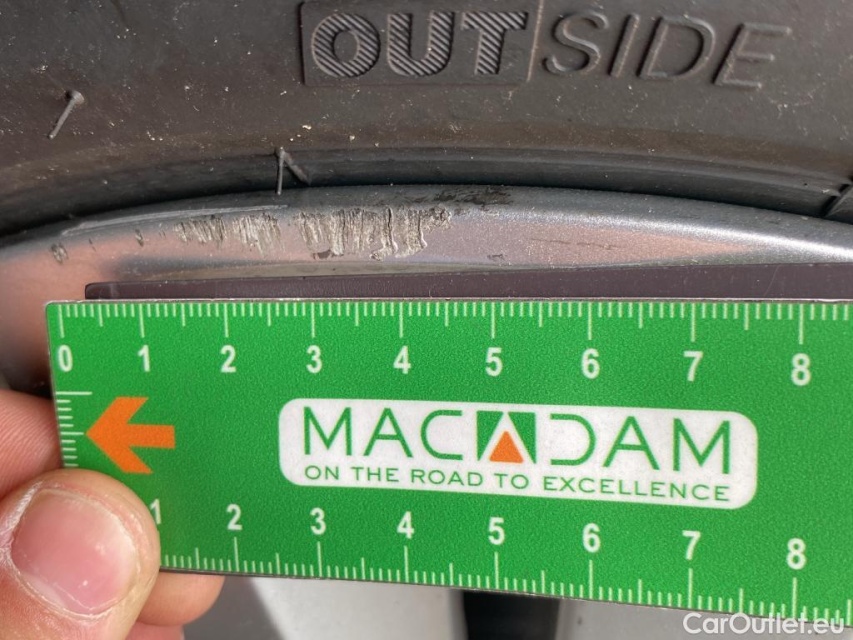 OUTSIDE
0 1 2 3 4 5 6 7 8
MACADAM
ON THE ROAD TO EXCELLENCE
1 2 3 4 5 6 7 8
CarOutlet.eu